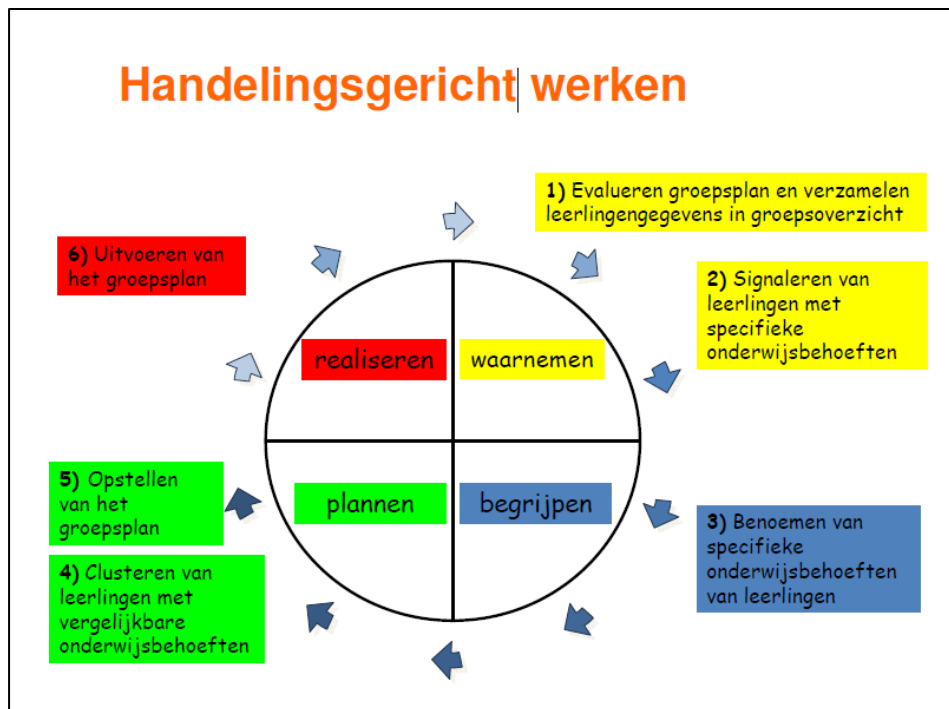 Handelingsgericht werken
1) Evalueren groepsplan en verzamelen
leerlingengegevens in groepsoverzicht
2) Signaleren van
leerlingen met
specifieke
onderwijsbehoeften
3) Benoemen van
specifieke
onderwijsbehoeften
van leerlingen
4) Clusteren van
leerlingen met
vergelijkbare
onderwijsbehoeften
5) Opstellen
van het
groepsplan
6) Uitvoeren van
het groepsplan
realiseren
waarnemen
plannen
begrijpen